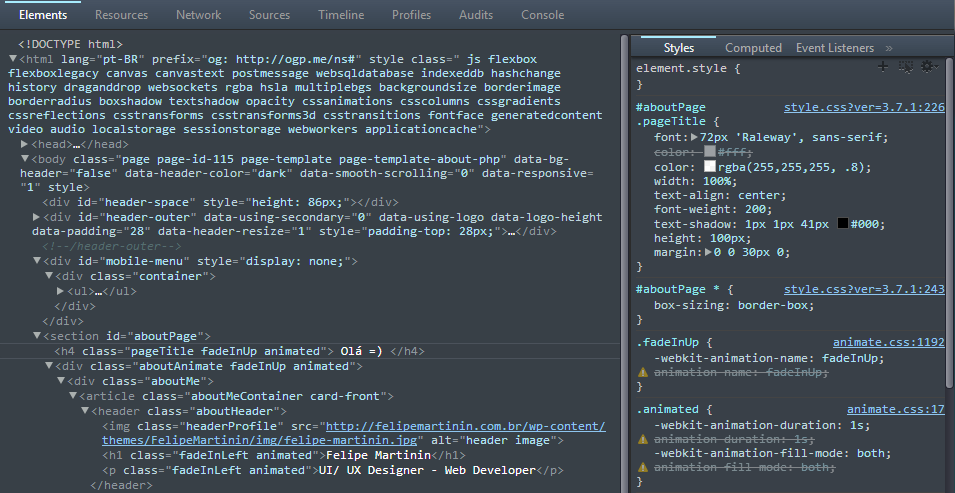 Elements Resources Network Sources Timeline Profiles Audits Console
<!DOCTYPE html>
▼<html lang="pt-BR" prefix="og: http://ogp.me/ns#" style class=" js flexbox
flexboxlegacy canvas canvastext postmessage websqldatabase indexeddb hashchange
history draganddrop websockets rgba hsla multiplebgs backgroundsize borderimage
borderradius boxshadow textshadow opacity cssanimations csscolumns cssgradients
cssreflections csstransforms csstransforms3d csstransitions fontface generatedcontent
video audio localstorage sessionstorage webworkers applicationcache">
▶<head>…</head>
▼<body class="page page-id-115 page-template page-template-about-php" data-bg-
header="false" data-header-color="dark" data-smooth-scrolling="0" data-responsive=
"1" style>
<div id="header-space" style="height: 86px;"></div>
▶<div id="header-outer" data-using-secondary="0" data-using-logo data-logo-height
data-padding="28" data-header-resize="1" style="padding-top: 28px;">…</div>
<!--/header-outer-->
▼<div id="mobile-menu" style="display: none;">
▼<div class="container">
▶<ul>…</ul>
</div>
</div>
▼<section id="aboutPage">
<h4 class="pageTitle fadeInUp animated"> Olá =) </h4>
▼<div class="aboutAnimate fadeInUp animated">
▼<div class="aboutMe">
▼<article class="aboutMeContainer card-front">
▼<header class="aboutHeader">
<img class="headerProfile" src="http://felipemartinin.com.br/wp-content/
themes/FelipeMartinin/img/felipe-martinin.jpg" alt="header image">
<h1 class="fadeInLeft animated">Felipe Martinin</h1>
<p class="fadeInLeft animated">UI/ UX Designer - Web Developer</p>
</header>
Styles Computed Event Listeners »
element.style {
}
#aboutPage style.css?ver=3.7.1:226
.pageTitle {
font:▶72px 'Raleway', sans-serif;
color: #fff;
color: rgba(255,255,255, .8);
width: 100%;
text-align: center;
font-weight: 200;
text-shadow: 1px 1px 41px #000;
height: 100px;
margin:▶0 0 30px 0;
}
#aboutPage * { style.css?ver=3.7.1:243
box-sizing: border-box;
}
.fadeInUp { animate.css:1192
-webkit-animation-name: fadeInUp;
animation-name: fadeInUp;
}
.animated { animate.css:17
-webkit-animation-duration: 1s;
animation-duration: 1s;
-webkit-animation-fill-mode: both;
animation-fill-mode: both;
}